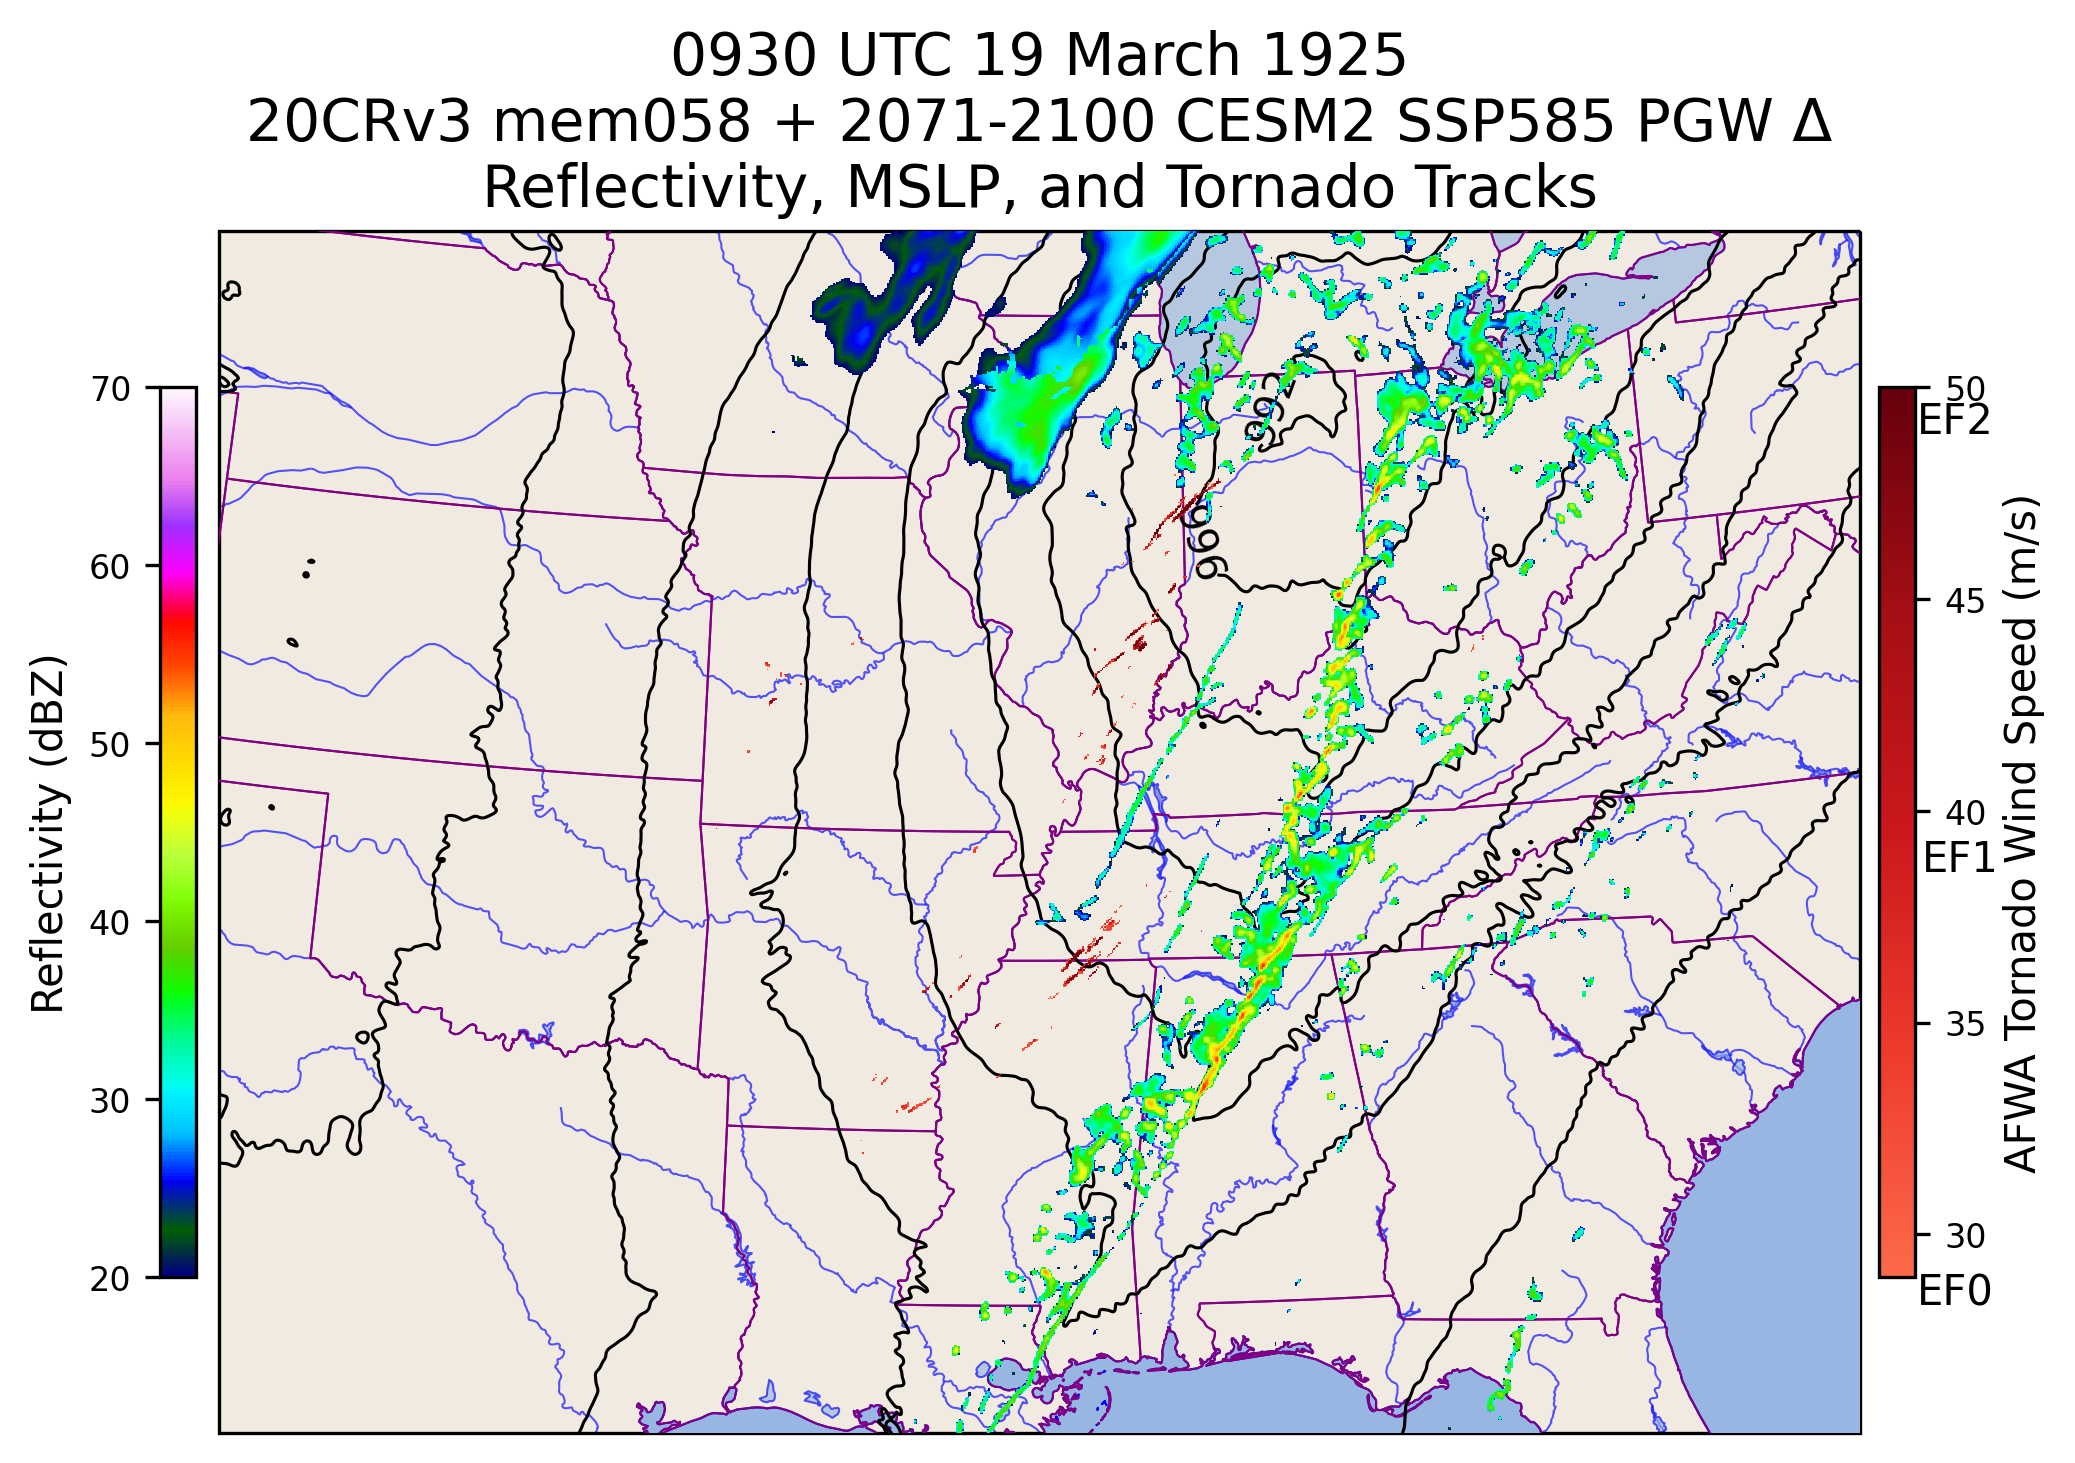 0930 UTC 19 March 1925
20CRv3 mem058 + 2071-2100 CESM2 SSP585 PGW Δ
Reflectivity, MSLP, and Tornado Tracks
70
60
50
40
30
20
Reflectivity (dBZ)
992
996
50
EF2
45
40
EF1
35
30
EF0
AFWA Tornado Wind Speed (m/s)